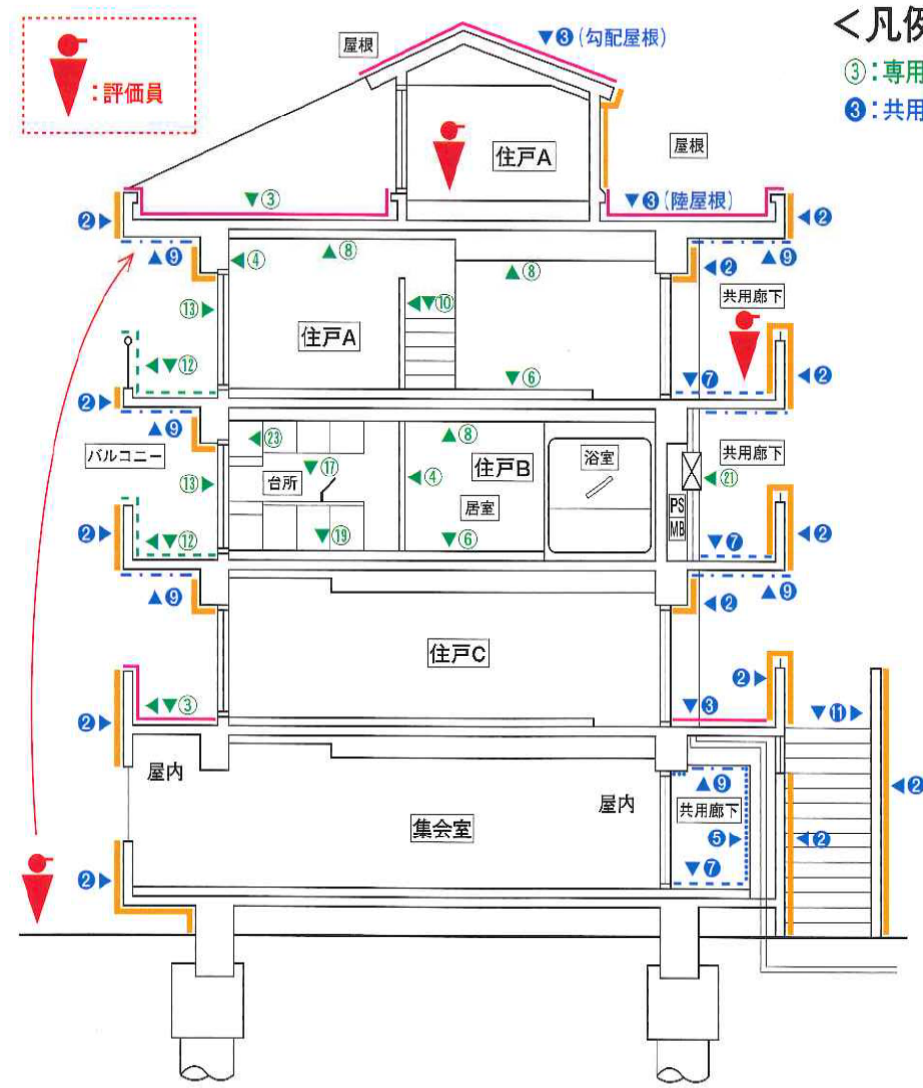 :評価員
<凡例
③:専用
❸:共用
屋根
▼❸(勾配屋根)
住戸A
屋根
▼③
▼❸(陸屋根)
❷▶
◀❷
▲❾
◀④
▲⑧
▲⑧
◀❷
▲❾
⑬▶
住戸A
◀▼⑩
共用廊下
◀▼⑫
▼⑥
▼❼
◀❷
❷▶
▲❾
◀㉓
▲⑧
バルコニー
台所
▼⑰
住戸B
浴室
共用廊下
⑬▶
◀④
◀㉑
居室
PS
MB
❷▶
◀▼⑫
▼⑲
▼⑥
▼❼
◀❷
▲❾
◀❷
▲❾
住戸C
❷▶
◀▼③
▼❸
❷▶
▼⓫▶
屋内
屋内
▲❾
共用廊下
◀❷
集会室
❺▶
◀❷
▼❼
❷▶